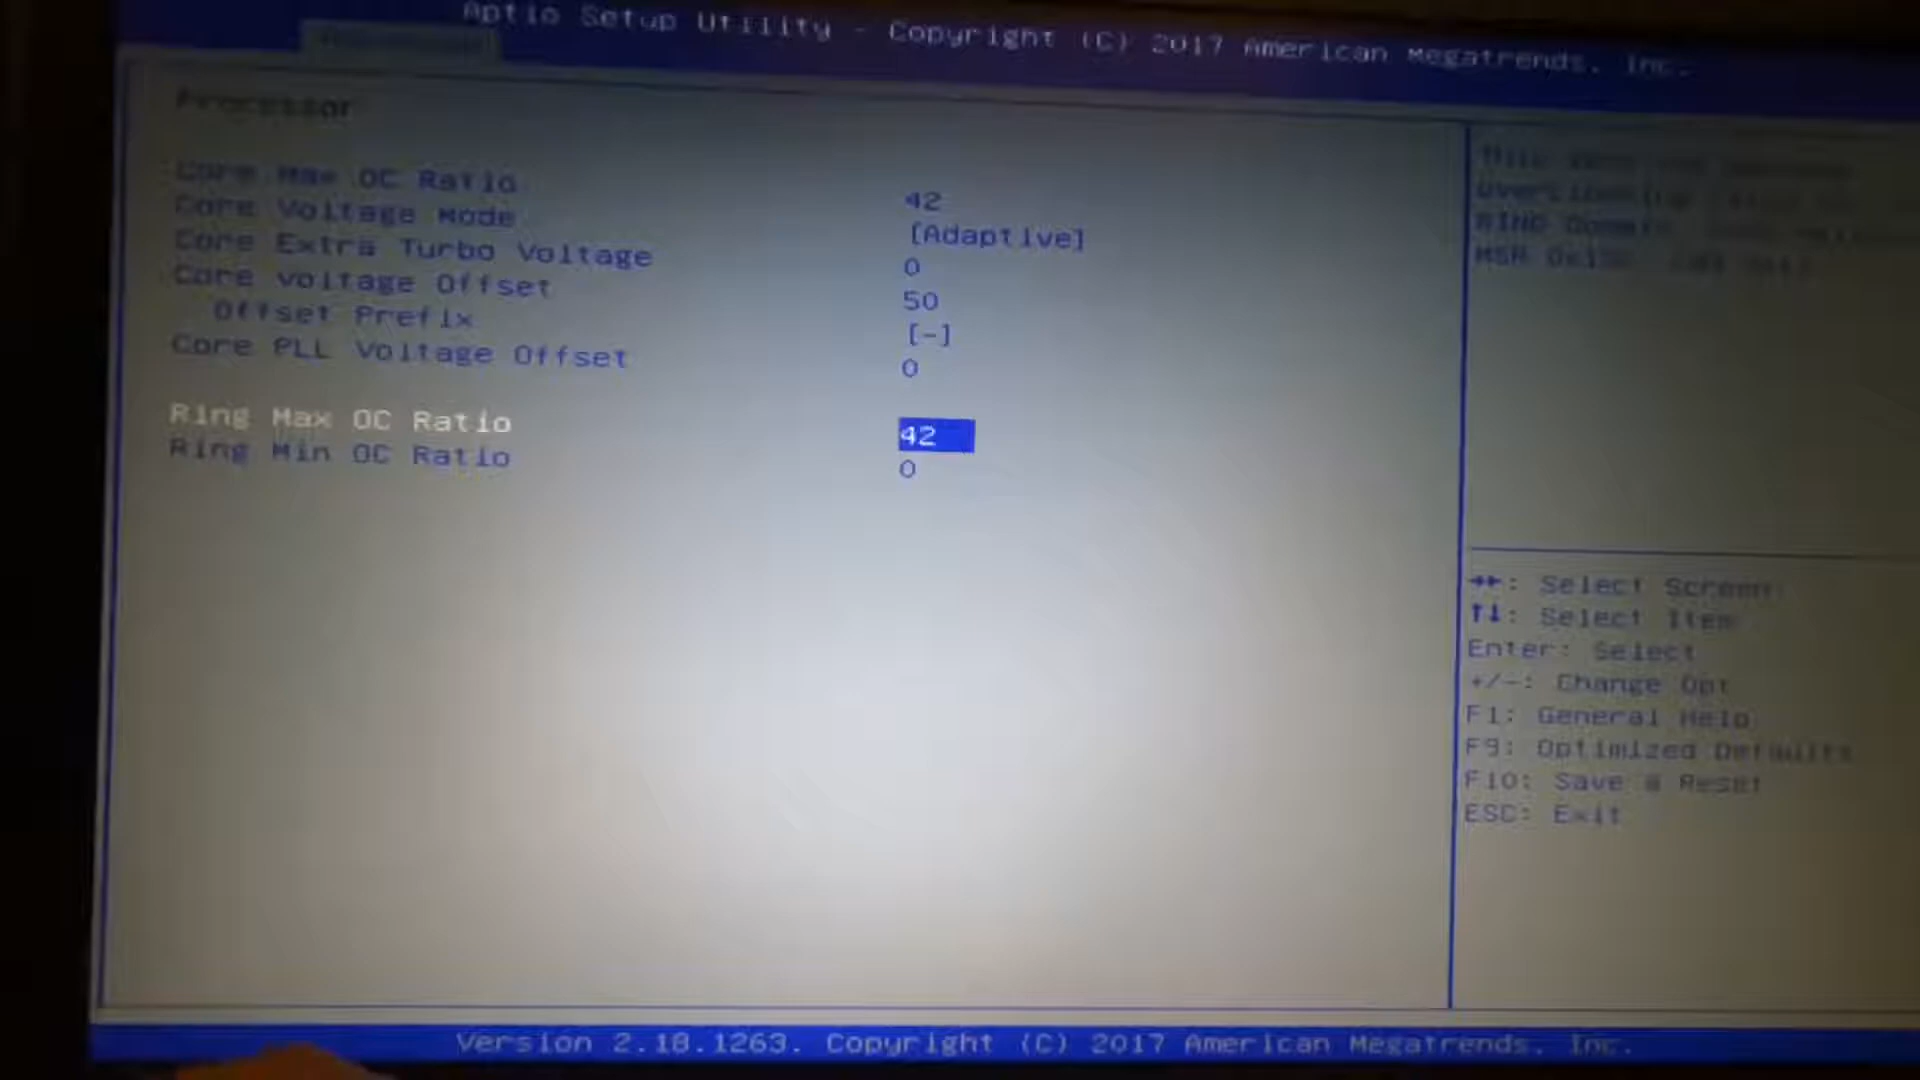 Aptio Setup Utility - Copyright (C) 2017 American Megatrends, Inc.
Processor
Core Max OC Ratio 42
Core Voltage Mode [Adaptive]
Core Extra Turbo Voltage 0
Core voltage Offset 50
Offset Prefix [-]
Core PLL Voltage Offset 0
Ring Max OC Ratio 42
Ring Min OC Ratio 0
RING Domain
MSR
→←: Select Screen
↑↓: Select Item
Enter: Select
+/-: Change Opt
F1: General Help
F9: Optimized Defaults
F10: Save & Reset
ESC: Exit
Version 2.18.1263. Copyright (C) 2017 American Megatrends, Inc.